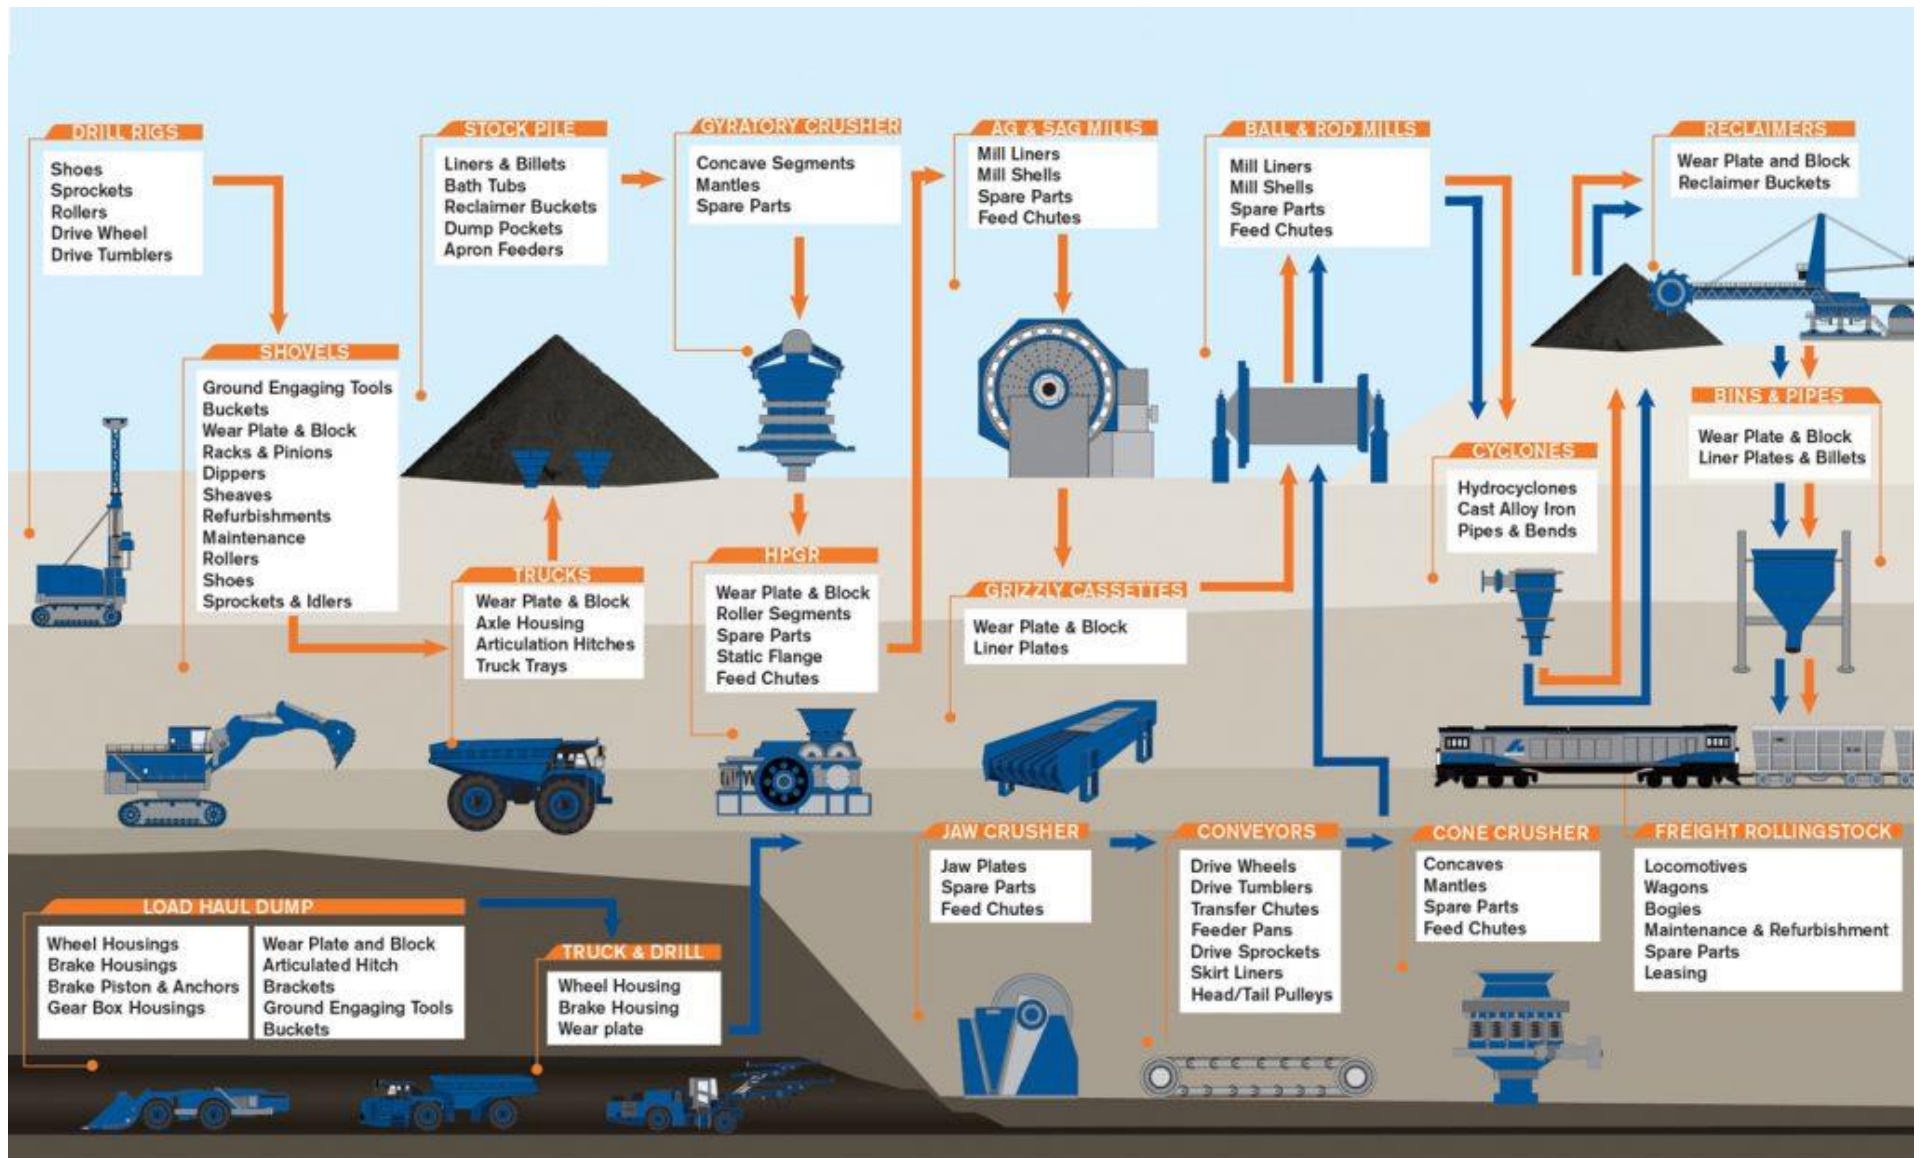 DRILL RIGS
Shoes
Sprockets
Rollers
Drive Wheel
Drive Tumblers
SHOVELS
Ground Engaging Tools
Buckets
Wear Plate & Block
Racks & Pinions
Dippers
Sheaves
Refurbishments
Maintenance
Rollers
Shoes
Sprockets & Idlers
STOCK PILE
Liners & Billets
Bath Tubs
Reclaimer Buckets
Dump Pockets
Apron Feeders
TRUCKS
Wear Plate & Block
Axle Housing
Articulation Hitches
Truck Trays
GYRATORY CRUSHER
Concave Segments
Mantles
Spare Parts
HPGR
Wear Plate & Block
Roller Segments
Spare Parts
Static Flange
Feed Chutes
AG & SAG MILLS
Mill Liners
Mill Shells
Spare Parts
Feed Chutes
GRIZZLY CASSETTES
Wear Plate & Block
Liner Plates
BALL & ROD MILLS
Mill Liners
Mill Shells
Spare Parts
Feed Chutes
CYCLONES
Hydrocyclones
Cast Alloy Iron
Pipes & Bends
RECLAIMERS
Wear Plate and Block
Reclaimer Buckets
BINS & PIPES
Wear Plate & Block
Liner Plates & Billets
LOAD HAUL DUMP
Wheel Housings
Brake Housings
Brake Piston & Anchors
Gear Box Housings
Wear Plate and Block
Articulated Hitch
Brackets
Ground Engaging Tools
Buckets
TRUCK & DRILL
Wheel Housing
Brake Housing
Wear plate
JAW CRUSHER
Jaw Plates
Spare Parts
Feed Chutes
CONVEYORS
Drive Wheels
Drive Tumblers
Transfer Chutes
Feeder Pans
Drive Sprockets
Skirt Liners
Head/Tail Pulleys
CONE CRUSHER
Concaves
Mantles
Spare Parts
Feed Chutes
FREIGHT ROLLINGSTOCK
Locomotives
Wagons
Bogies
Maintenance & Refurbishment
Spare Parts
Leasing